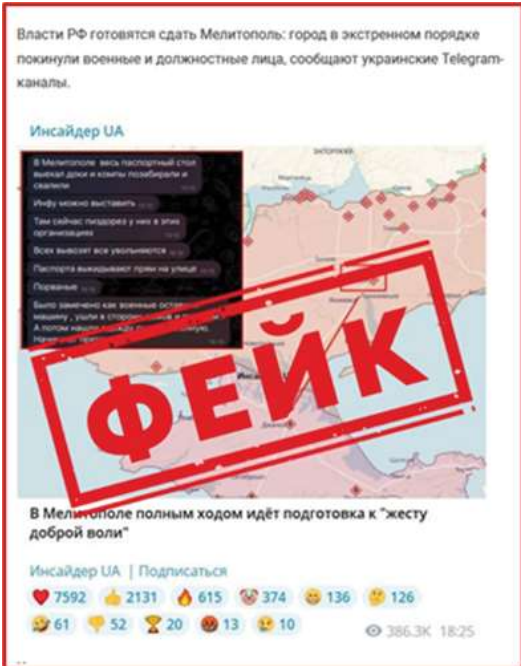 Власти РФ готовятся сдать Мелитополь: город в экстренном порядке
покинули военные и должностные лица, сообщают украинские Telegram-
каналы.
Инсайдер UA
В Мелитополе весь паспортный стол
выехал доки и компы позабирали и
свалили
Инфу можно выставить
Там сейчас пиздорез у них в этих
организациях
Всех вывозят все увольняются
Паспорта выкидывают прям на улице
Порваные
Было замечено как военные
машину, ушли в сторону
А потом нашли
ЗАПОРІЖЖЯ
ФЕЙК
В Мелитополе полным ходом идёт подготовка к "жесту
доброй воли"
Инсайдер UA | Подписаться
7592 2131 615 374 136 126
61 52 20 13 10 386.3K 18:25